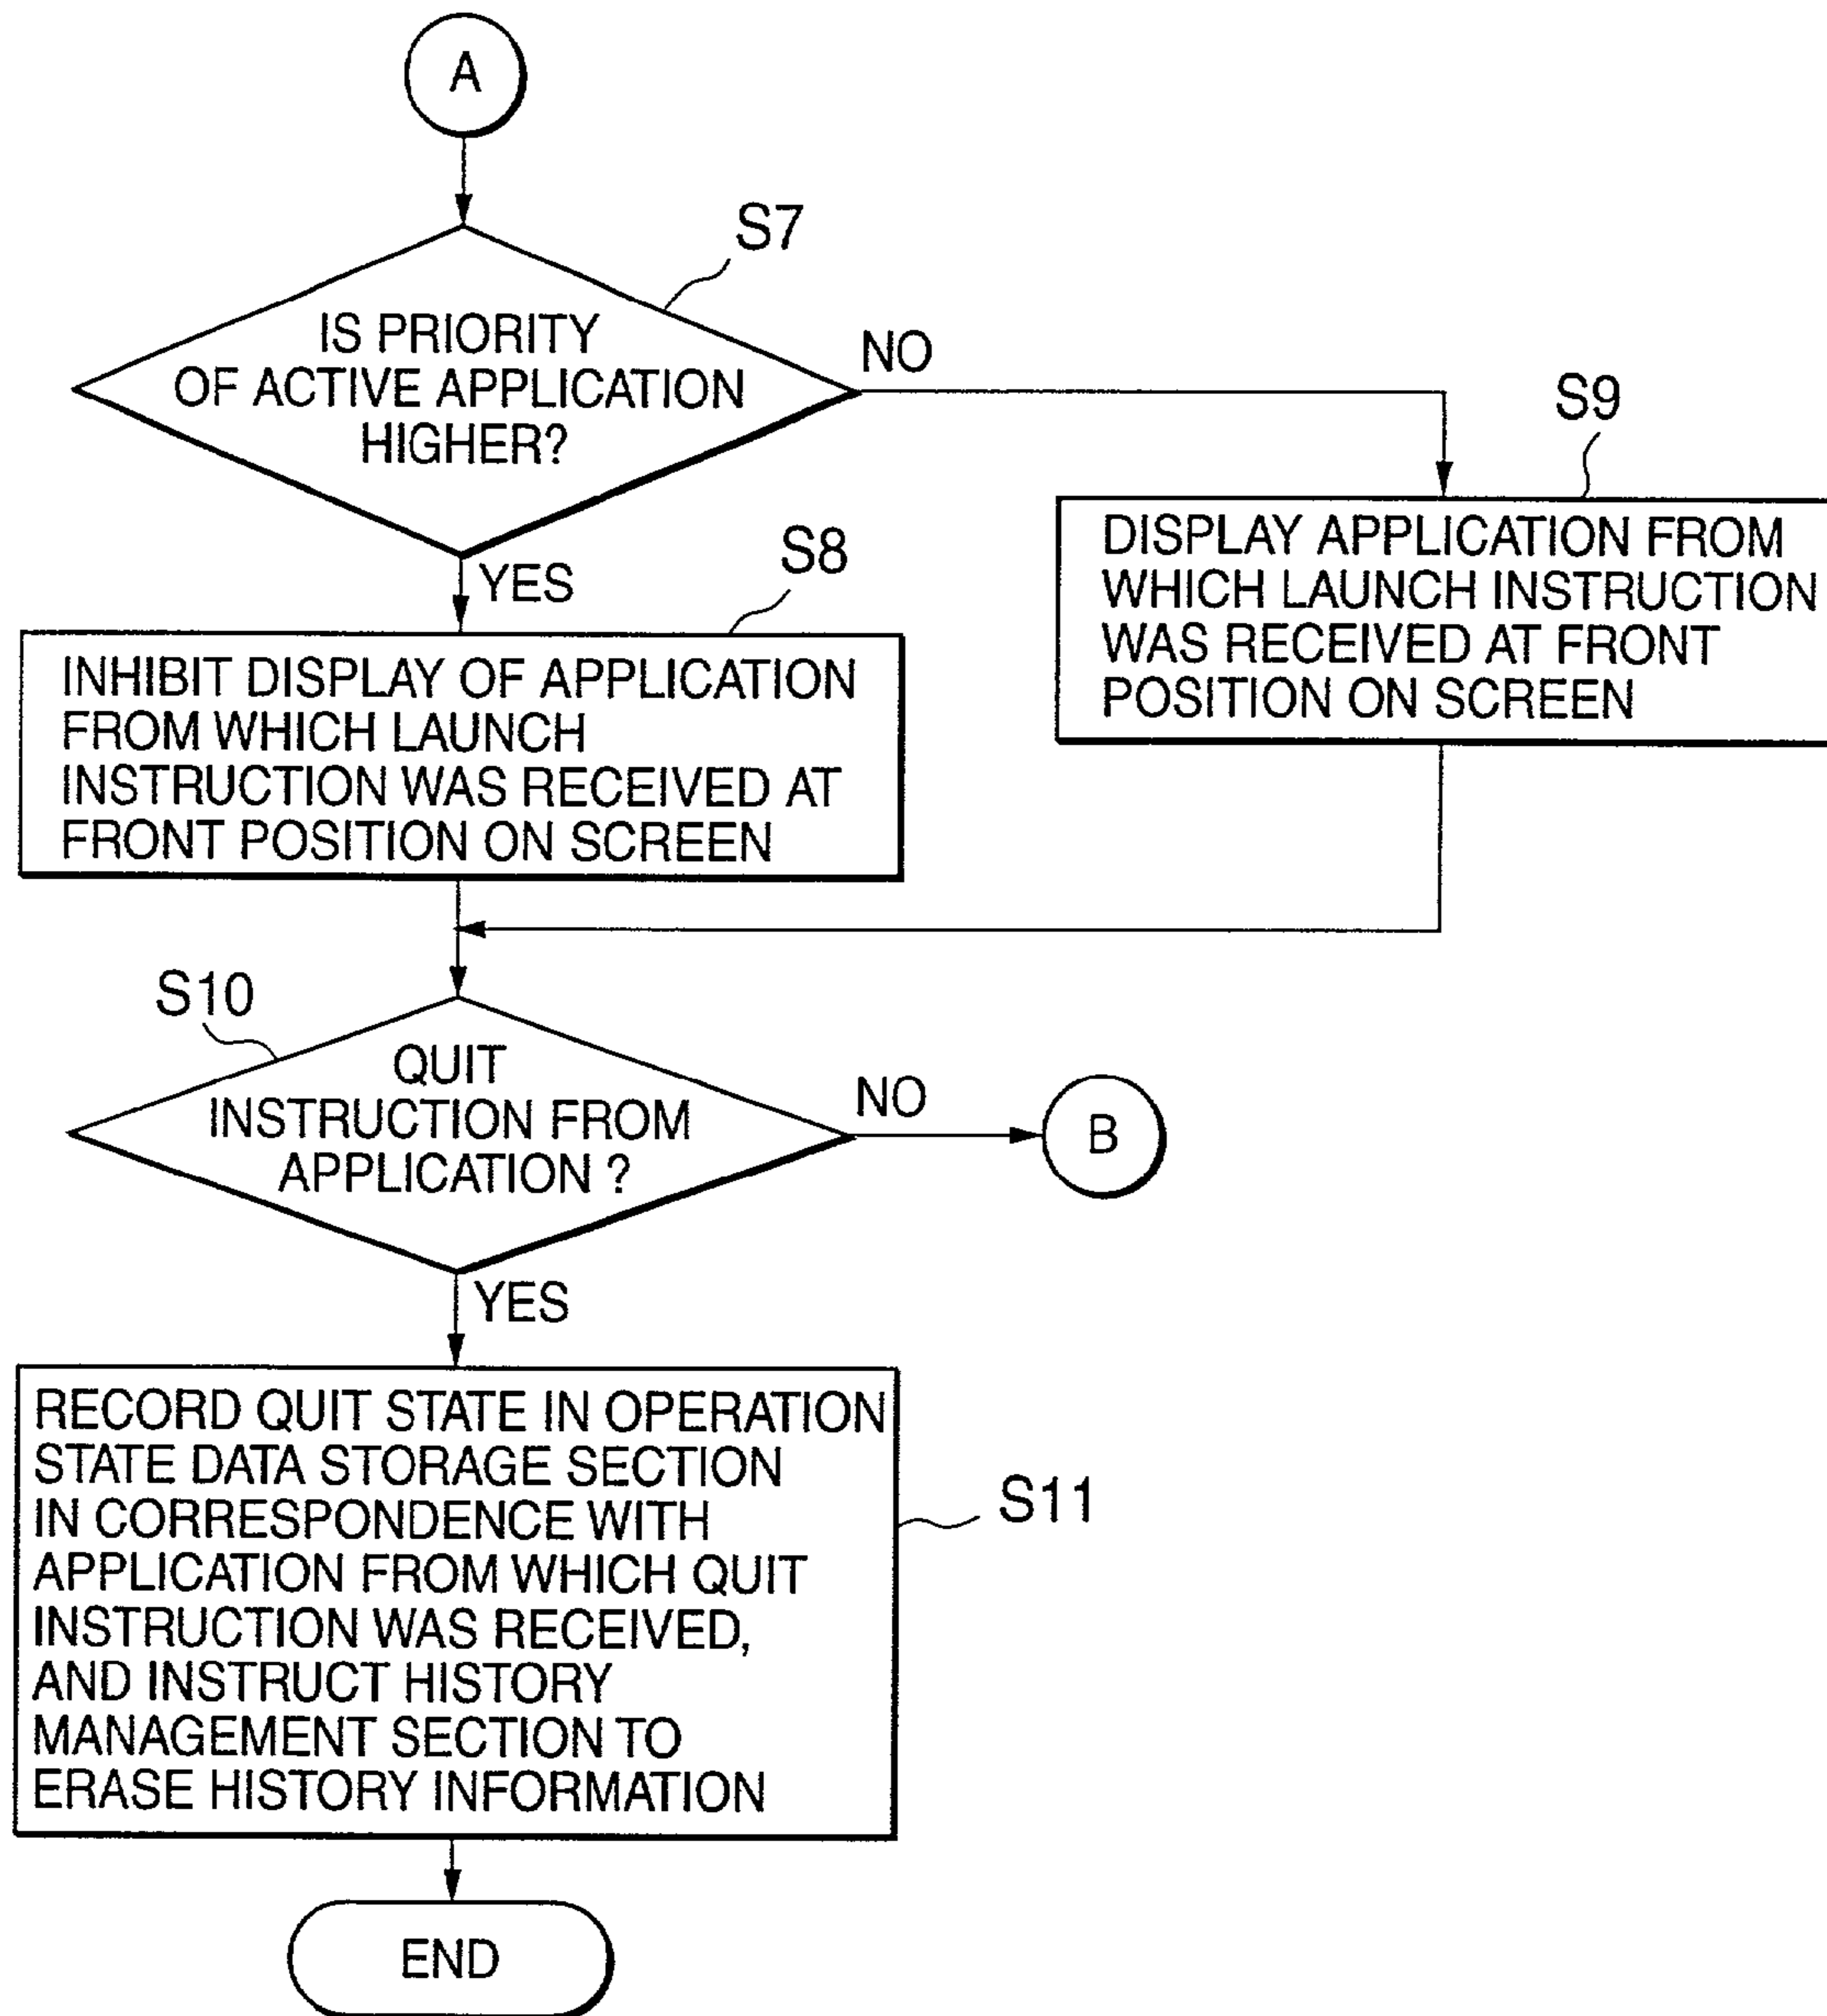 A
S7
IS PRIORITY
OF ACTIVE APPLICATION
HIGHER?
NO
YES
S9
DISPLAY APPLICATION FROM
WHICH LAUNCH INSTRUCTION
WAS RECEIVED AT FRONT
POSITION ON SCREEN
S8
INHIBIT DISPLAY OF APPLICATION
FROM WHICH LAUNCH
INSTRUCTION WAS RECEIVED AT
FRONT POSITION ON SCREEN
S10
QUIT
INSTRUCTION FROM
APPLICATION ?
NO
B
YES
RECORD QUIT STATE IN OPERATION
STATE DATA STORAGE SECTION
IN CORRESPONDENCE WITH
APPLICATION FROM WHICH QUIT
INSTRUCTION WAS RECEIVED,
AND INSTRUCT HISTORY
MANAGEMENT SECTION TO
ERASE HISTORY INFORMATION
S11
END